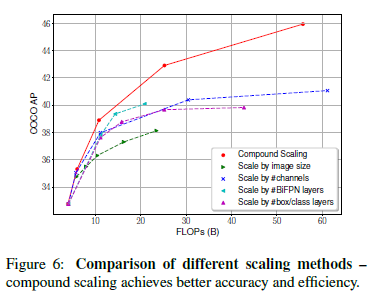 46
44
42
40
38
36
34
COCO AP
10 20 30 40 50 60
FLOPs (B)
Compound Scaling
Scale by image size
Scale by #channels
Scale by #BiFPN layers
Scale by #box/class layers
Figure 6: Comparison of different scaling methods –
compound scaling achieves better accuracy and efficiency.